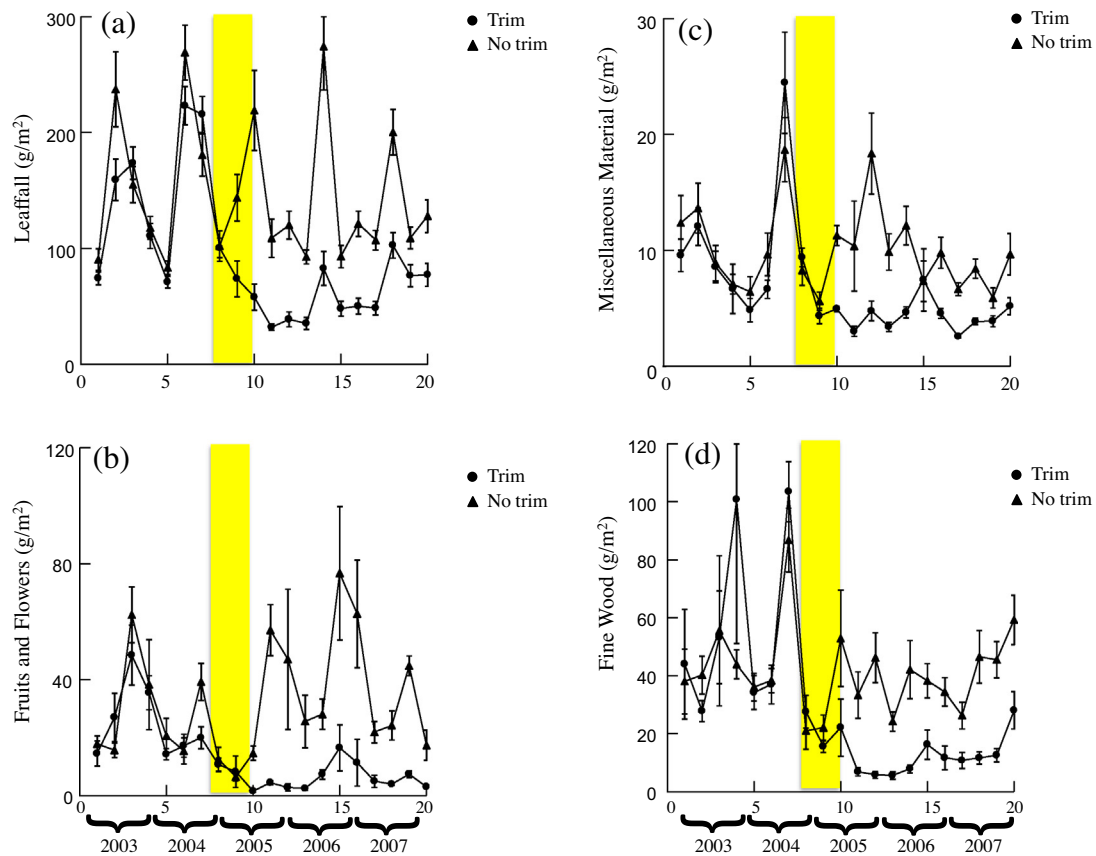 (a)
Trim
No trim
Leaffall (g/m²)
300
200
100
0
0 5 10 15 20
(c)
Trim
No trim
Miscellaneous Material (g/m²)
30
20
10
0
0 5 10 15 20
(b)
Trim
No trim
Fruits and Flowers (g/m²)
120
80
40
0
0 5 10 15 20
2003 2004 2005 2006 2007
(d)
Trim
No trim
Fine Wood (g/m²)
120
100
80
60
40
20
0
0 5 10 15 20
2003 2004 2005 2006 2007